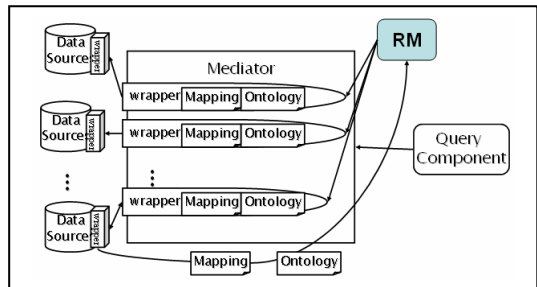 Data
Source
wrapper
Mediator
RM
wrapper Mapping Ontology
Data
Source
wrapper
wrapper Mapping Ontology
Query
Component
Data
Source
wrapper
wrapper Mapping Ontology
Mapping Ontology